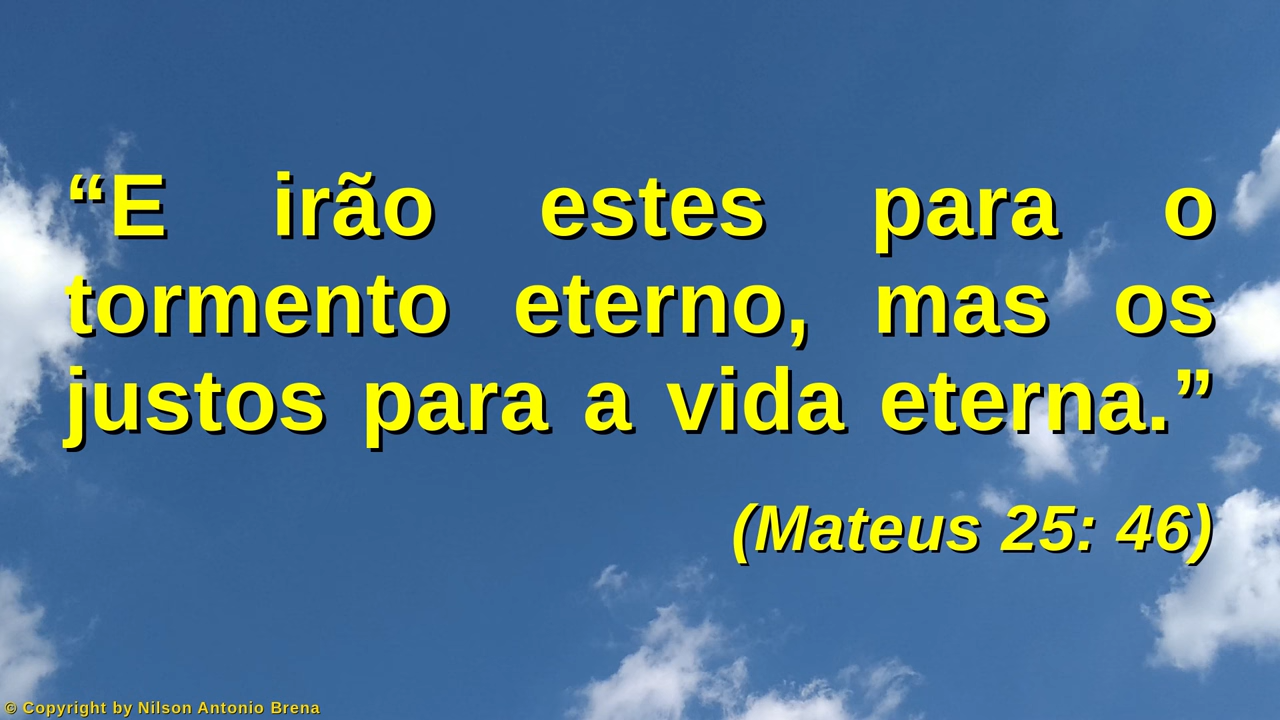 “E irão estes para o
tormento eterno, mas os
justos para a vida eterna.”
(Mateus 25: 46)
© Copyright by Nilson Antonio Brena